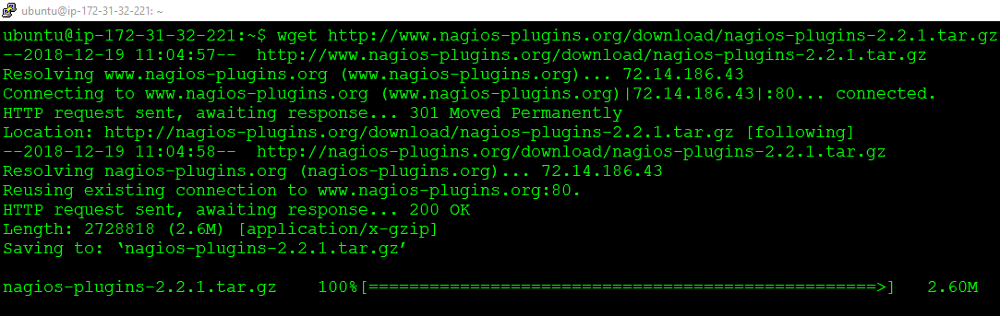 ubuntu@ip-172-31-32-221: ~
ubuntu@ip-172-31-32-221:~$ wget http://www.nagios-plugins.org/download/nagios-plugins-2.2.1.tar.gz
--2018-12-19 11:04:57--  http://www.nagios-plugins.org/download/nagios-plugins-2.2.1.tar.gz
Resolving www.nagios-plugins.org (www.nagios-plugins.org)... 72.14.186.43
Connecting to www.nagios-plugins.org (www.nagios-plugins.org)|72.14.186.43|:80... connected.
HTTP request sent, awaiting response... 301 Moved Permanently
Location: http://nagios-plugins.org/download/nagios-plugins-2.2.1.tar.gz [following]
--2018-12-19 11:04:58--  http://nagios-plugins.org/download/nagios-plugins-2.2.1.tar.gz
Resolving nagios-plugins.org (nagios-plugins.org)... 72.14.186.43
Reusing existing connection to www.nagios-plugins.org:80.
HTTP request sent, awaiting response... 200 OK
Length: 2728818 (2.6M) [application/x-gzip]
Saving to: ‘nagios-plugins-2.2.1.tar.gz’
nagios-plugins-2.2.1.tar.gz    100%[==================================================>]   2.60M